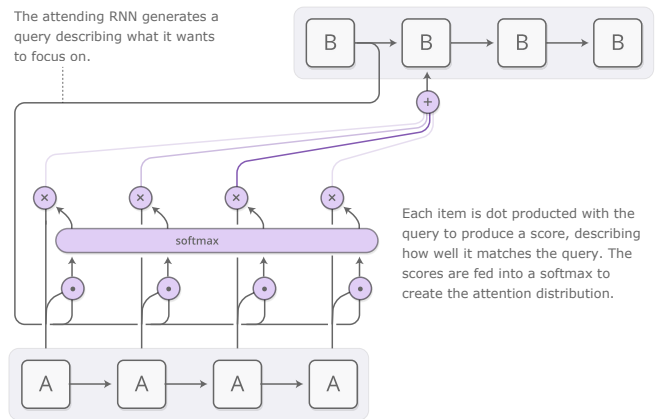 The attending RNN generates a
query describing what it wants
to focus on.
B B B B
+
× × × ×
softmax
Each item is dot producted with the
query to produce a score, describing
how well it matches the query. The
scores are fed into a softmax to
create the attention distribution.
A A A A